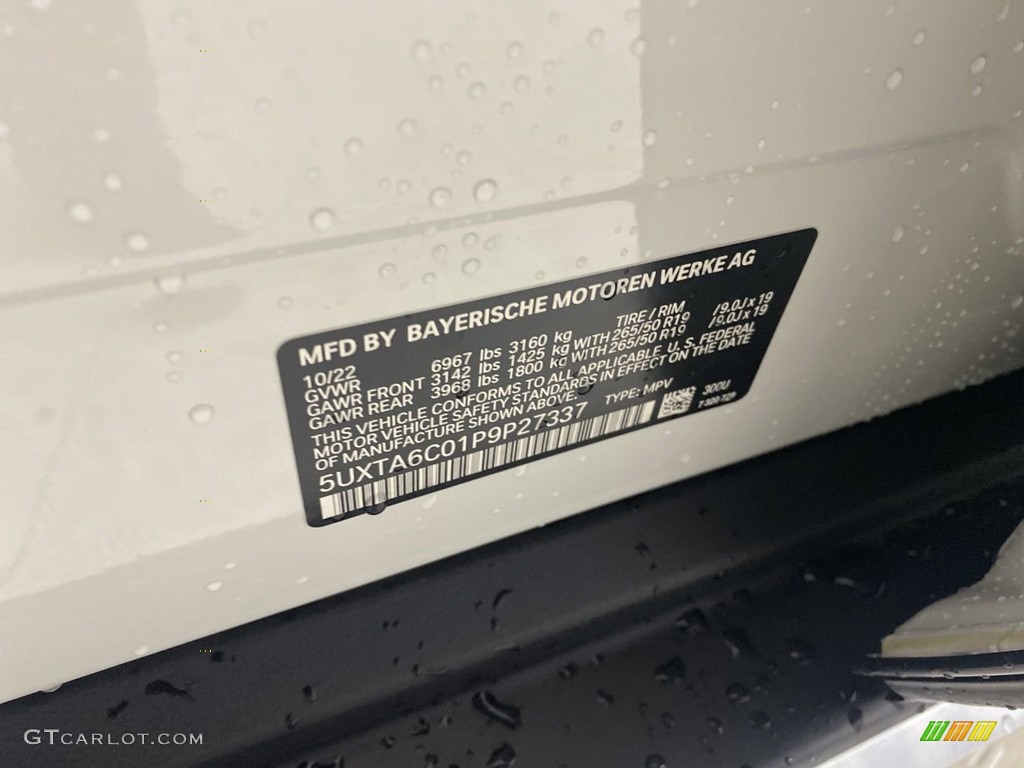 MFD BY BAYERISCHE MOTOREN WERKE AG
10/22 TIRE / RIM
GVWR 6967 lbs 3160 kg
GAWR FRONT 3142 lbs 1425 kg WITH 265/50 R19 /9.0J x 19
GAWR REAR 3968 lbs 1800 kg WITH 265/50 R19 /9.0J x 19
THIS VEHICLE CONFORMS TO ALL APPLICABLE U. S. FEDERAL
MOTOR VEHICLE SAFETY STANDARDS IN EFFECT ON THE DATE
OF MANUFACTURE SHOWN ABOVE.
5UXTA6C01P9P27337 TYPE: MPV 300U
GTCARLOT.COM